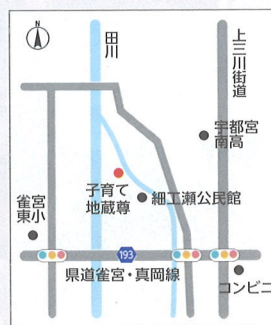 N
田川
上三川街道
宇都宮
南高
子育て
地蔵尊
細工瀬公民館
雀宮
東小
193
県道雀宮・真岡線
コンビニ